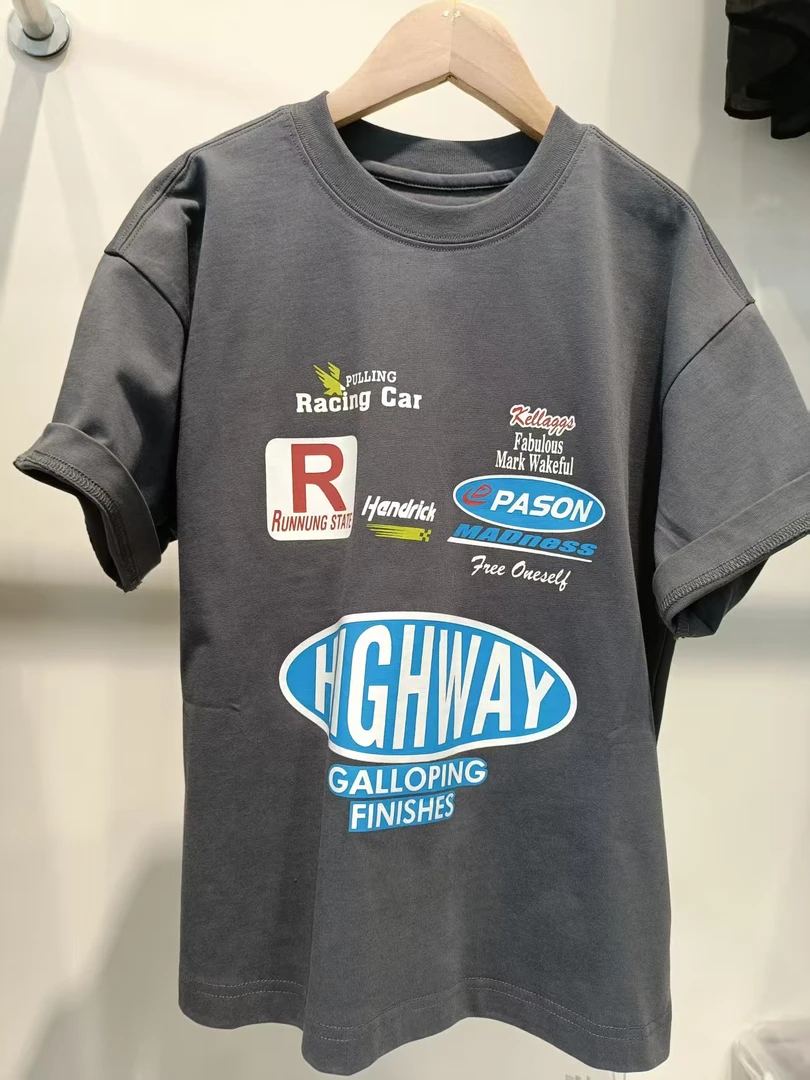 PULLING
Racing Car
Kellaggs
Fabulous
Mark Wakeful
R
RUNNUNG STATE
Hendrick
e PASON
MADness
Free Oneself
HIGHWAY
GALLOPING
FINISHES